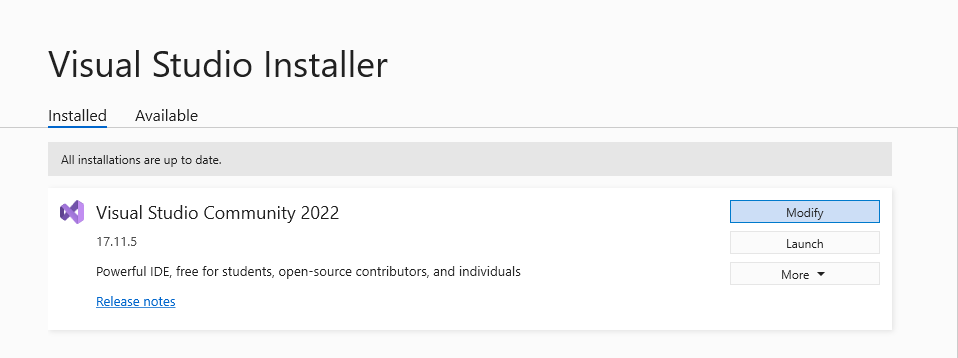 Visual Studio Installer
Installed Available
All installations are up to date.
Visual Studio Community 2022
Modify
17.11.5
Launch
Powerful IDE, free for students, open-source contributors, and individuals
More
Release notes